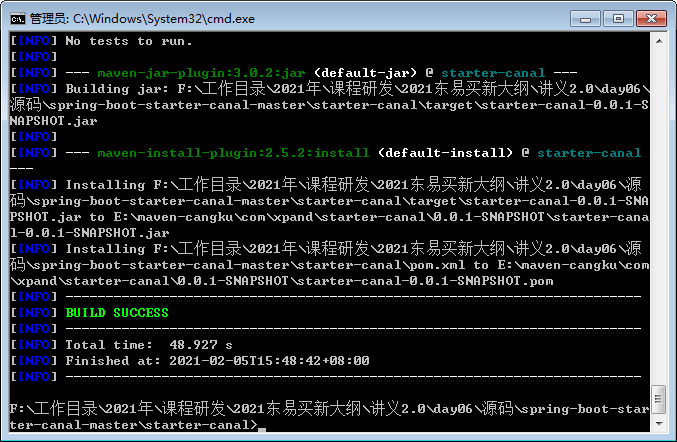 管理员: C:\Windows\System32\cmd.exe
[INFO] No tests to run.
[INFO]
[INFO] --- maven-jar-plugin:3.0.2:jar (default-jar) @ starter-canal ---
[INFO] Building jar: F:\工作目录\2021年\课程研发\2021东易买新大纲\讲义2.0\day06\
源码\spring-boot-starter-canal-master\starter-canal\target\starter-canal-0.0.1-S
NAPSHOT.jar
[INFO]
[INFO] --- maven-install-plugin:2.5.2:install (default-install) @ starter-canal
---
[INFO] Installing F:\工作目录\2021年\课程研发\2021东易买新大纲\讲义2.0\day06\源
码\spring-boot-starter-canal-master\starter-canal\target\starter-canal-0.0.1-SNA
PSHOT.jar to E:\maven-cangku\com\xpand\starter-canal\0.0.1-SNAPSHOT\starter-cana
l-0.0.1-SNAPSHOT.jar
[INFO] Installing F:\工作目录\2021年\课程研发\2021东易买新大纲\讲义2.0\day06\源
码\spring-boot-starter-canal-master\starter-canal\pom.xml to E:\maven-cangku\com
\xpand\starter-canal\0.0.1-SNAPSHOT\starter-canal-0.0.1-SNAPSHOT.pom
[INFO] ------------------------------------------------------------------------
[INFO] BUILD SUCCESS
[INFO] ------------------------------------------------------------------------
[INFO] Total time:  48.927 s
[INFO] Finished at: 2021-02-05T15:48:42+08:00
[INFO] ------------------------------------------------------------------------
F:\工作目录\2021年\课程研发\2021东易买新大纲\讲义2.0\day06\源码\spring-boot-star
ter-canal-master\starter-canal>